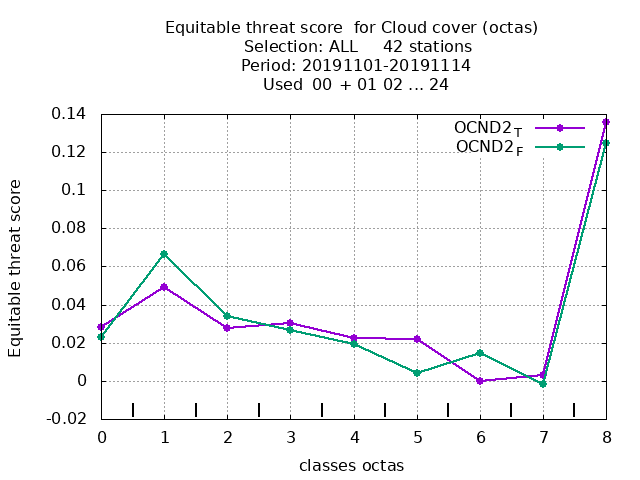 Equitable threat score  for Cloud cover (octas)
Selection: ALL     42 stations
Period: 20191101-20191114
Used  00 + 01 02 ... 24
OCND2 T
OCND2 F
0.14
0.12
0.1
0.08
0.06
0.04
0.02
0
-0.02
Equitable threat score
0 1 2 3 4 5 6 7 8
classes octas